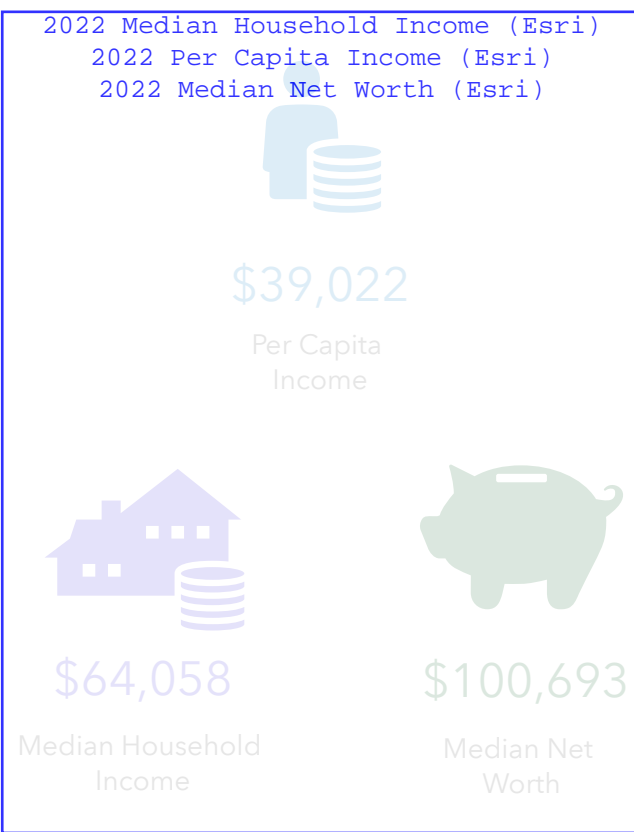 2022 Median Household Income (Esri)
2022 Per Capita Income (Esri)
2022 Median Net Worth (Esri)
$39,022
Per Capita
Income
$64,058
Median Household
Income
$100,693
Median Net
Worth